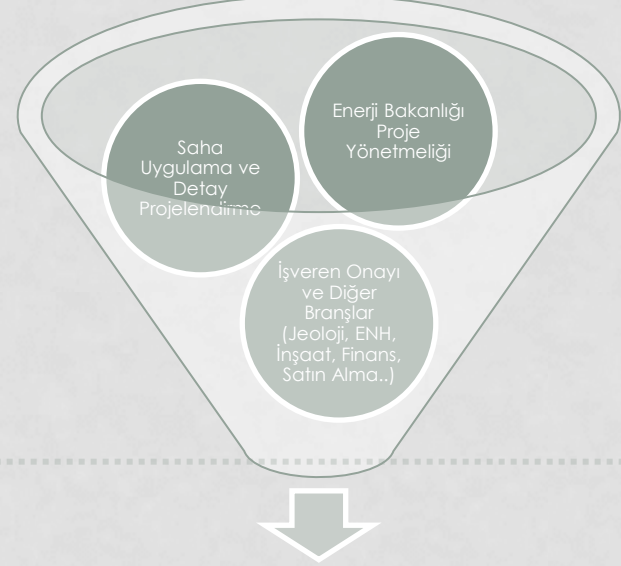 Enerji Bakanlığı
Proje
Yönetmeliği
Saha
Uygulama ve
Detay
Projelendirme
İşveren Onayı
ve Diğer
Branşlar
(Jeoloji, ENH,
İnşaat, Finans,
Satın Alma..)